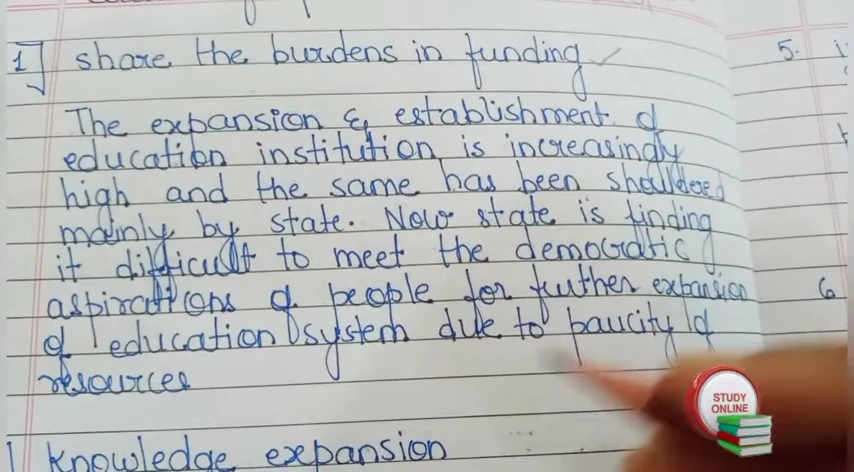 1] share the burdens in funding
5.
The expansion & establishment of
education institution is increasingly
high and the same has been shouldered
mainly by state. Now state is finding
it difficult to meet the democratic
aspirations of people for further expansion
6
of education system due to paucity of
resources
STUDY
ONLINE
knowledge expansion